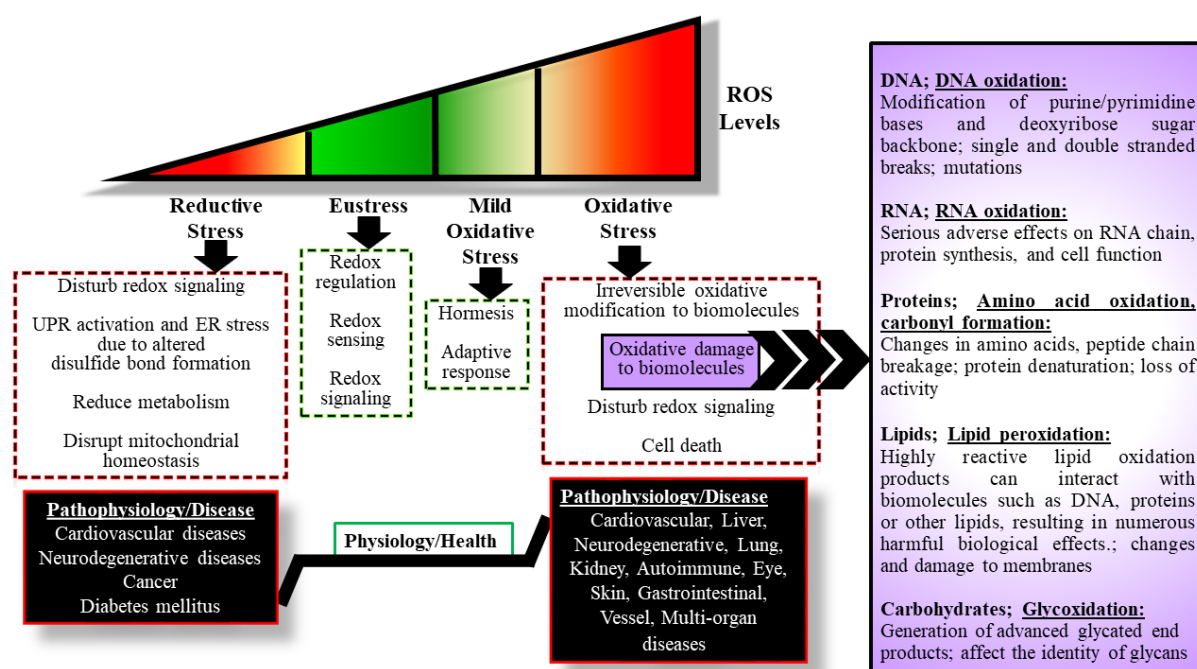 ROS
Levels
Reductive
Stress
Eustress
Mild
Oxidative
Stress
Oxidative
Stress
Disturb redox signaling
UPR activation and ER stress
due to altered
disulfide bond formation
Reduce metabolism
Disrupt mitochondrial
homeostasis
Redox
regulation
Redox
sensing
Redox
signaling
Hormesis
Adaptive
response
Irreversible oxidative
modification to biomolecules
Oxidative damage
to biomolecules
Disturb redox signaling
Cell death
Pathophysiology/Disease
Cardiovascular diseases
Neurodegenerative diseases
Cancer
Diabetes mellitus
Physiology/Health
Pathophysiology/Disease
Cardiovascular, Liver,
Neurodegenerative, Lung,
Kidney, Autoimmune, Eye,
Skin, Gastrointestinal,
Vessel, Multi-organ
diseases
DNA; DNA oxidation:
Modification of purine/pyrimidine
bases and deoxyribose sugar
backbone; single and double stranded
breaks; mutations
RNA; RNA oxidation:
Serious adverse effects on RNA chain,
protein synthesis, and cell function
Proteins; Amino acid oxidation,
carbonyl formation:
Changes in amino acids, peptide chain
breakage; protein denaturation; loss of
activity
Lipids; Lipid peroxidation:
Highly reactive lipid oxidation
products can interact with
biomolecules such as DNA, proteins
or other lipids, resulting in numerous
harmful biological effects.; changes
and damage to membranes
Carbohydrates; Glycoxidation:
Generation of advanced glycated end
products; affect the identity of glycans